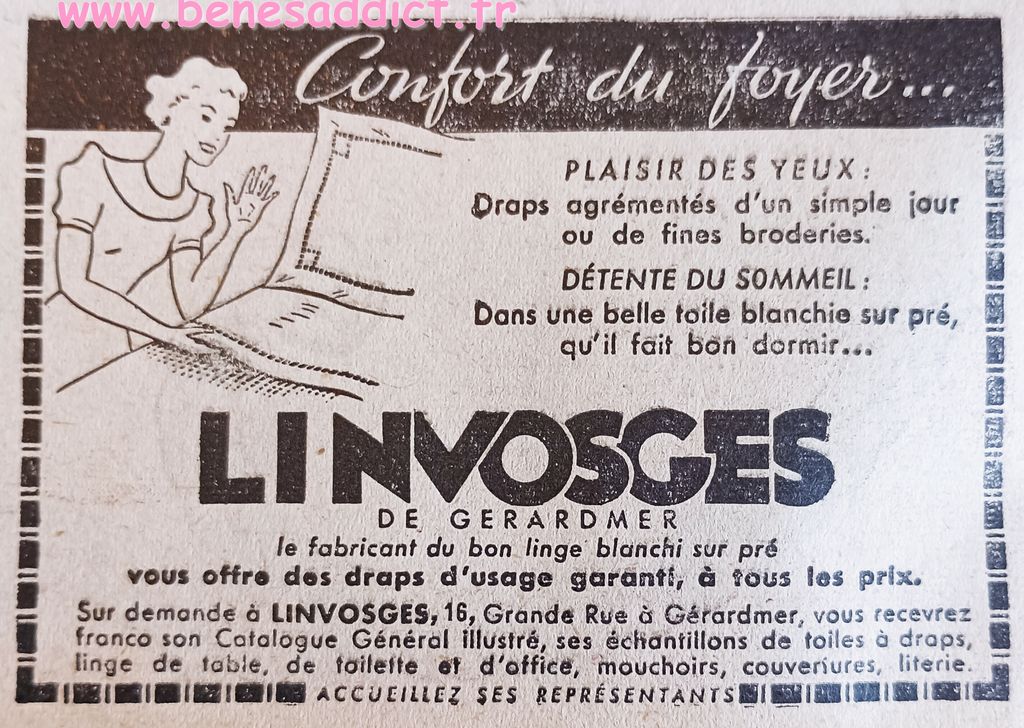 www.benesaddict.fr
Confort du foyer...
PLAISIR DES YEUX :
Draps agrémentés d'un simple jour
ou de fines broderies.
DÉTENTE DU SOMMEIL :
Dans une belle toile blanchie sur pré,
qu'il fait bon dormir...
LINVOSGES
DE GERARDMER
le fabricant du bon linge blanchi sur pré
vous offre des draps d'usage garanti, à tous les prix.
Sur demande à LINVOSGES, 16, Grande Rue à Gérardmer, vous recevrez
franco son Catalogue Général illustré, ses échantillons de toiles à draps,
linge de table, de toilette et d'office, mouchoirs, couvertures, literie.
ACCUEILLEZ SES REPRÉSENTANTS